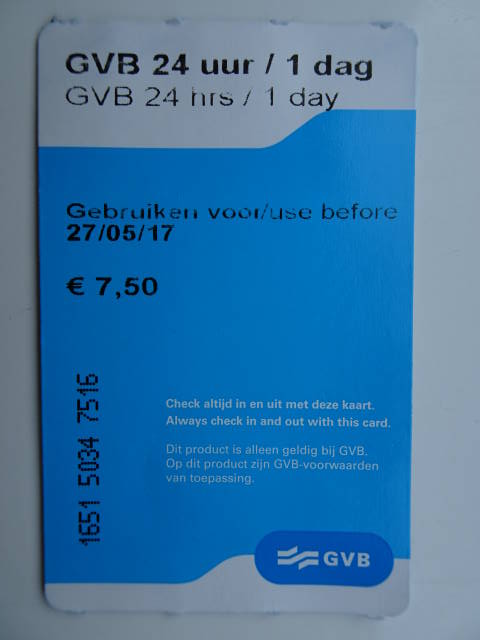 GVB 24 uur / 1 dag
GVB 24 hrs / 1 day
Gebruiken voor/use before
27/05/17
€ 7,50
1651 5034 7516
Check altijd in en uit met deze kaart.
Always check in and out with this card.
Dit product is alleen geldig bij GVB.
Op dit product zijn GVB-voorwaarden
van toepassing.
GVB